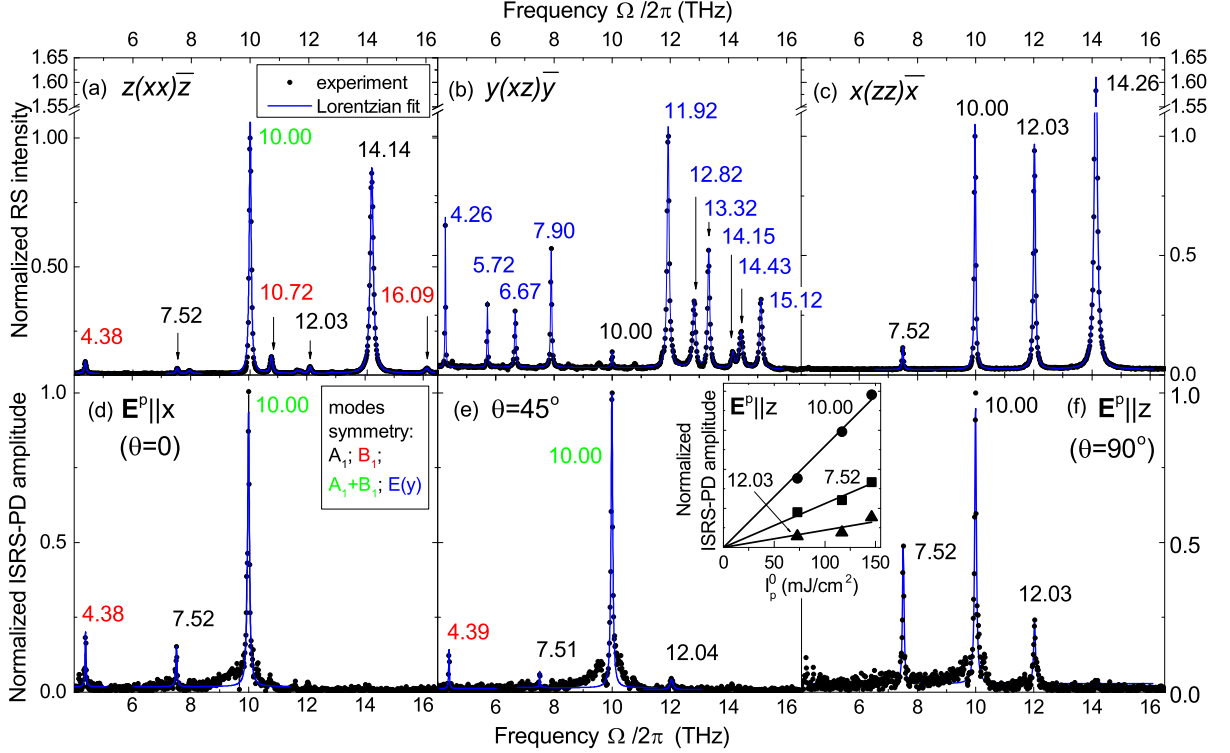 Frequency Ω /2π (THz)
6 8 10 12 14 16 6 8 10 12 14 16 6 8 10 12 14 16
1.65
1.60
1.55
1.00
0.50
Normalized RS intensity
(a) z(xx)z̅
experiment
Lorentzian fit
4.38
7.52
10.00
10.72
12.03
14.14
16.09
(b) y(xz)y̅
4.26
5.72
6.67
7.90
10.00
11.92
12.82
13.32
14.15
14.43
15.12
(c) x(zz)x̅
7.52
10.00
12.03
14.26
1.65
1.60
1.55
1.0
0.5
0.0
Normalized ISRS-PD amplitude
1.0
0.5
0.0
(d) Eᵖ||x
(θ=0)
4.38
7.52
10.00
modes
symmetry:
A₁; B₁;
A₁+B₁; E(y)
(e) θ=45°
4.39
7.51
10.00
12.04
Normalized
ISRS-PD amplitude
Eᵖ||z
10.00
7.52
12.03
0 50 100 150
I⁰ₚ (mJ/cm²)
(f) Eᵖ||z
(θ=90°)
7.52
10.00
12.03
1.0
0.5
0.0
6 8 10 12 14 16 6 8 10 12 14 16 6 8 10 12 14 16
Frequency Ω /2π (THz)